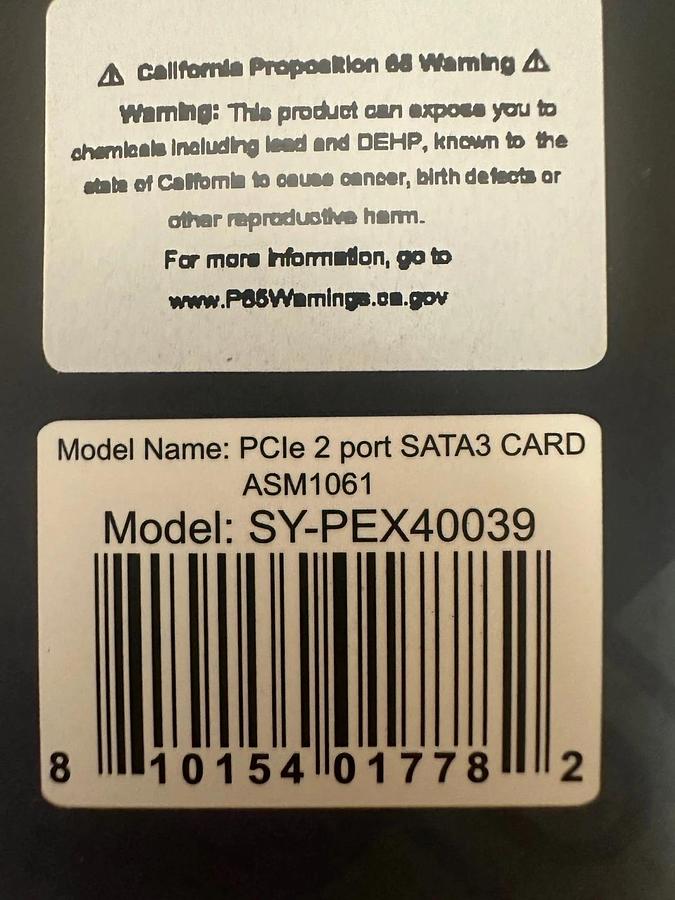 ⚠ California Proposition 65 Warning ⚠
Warning: This product can expose you to
chemicals including lead and DEHP, known to the
state of California to cause cancer, birth defects or
other reproductive harm.
For more information, go to
www.P65Warnings.ca.gov
Model Name: PCIe 2 port SATA3 CARD
ASM1061
Model: SY-PEX40039
8 10154 01778 2